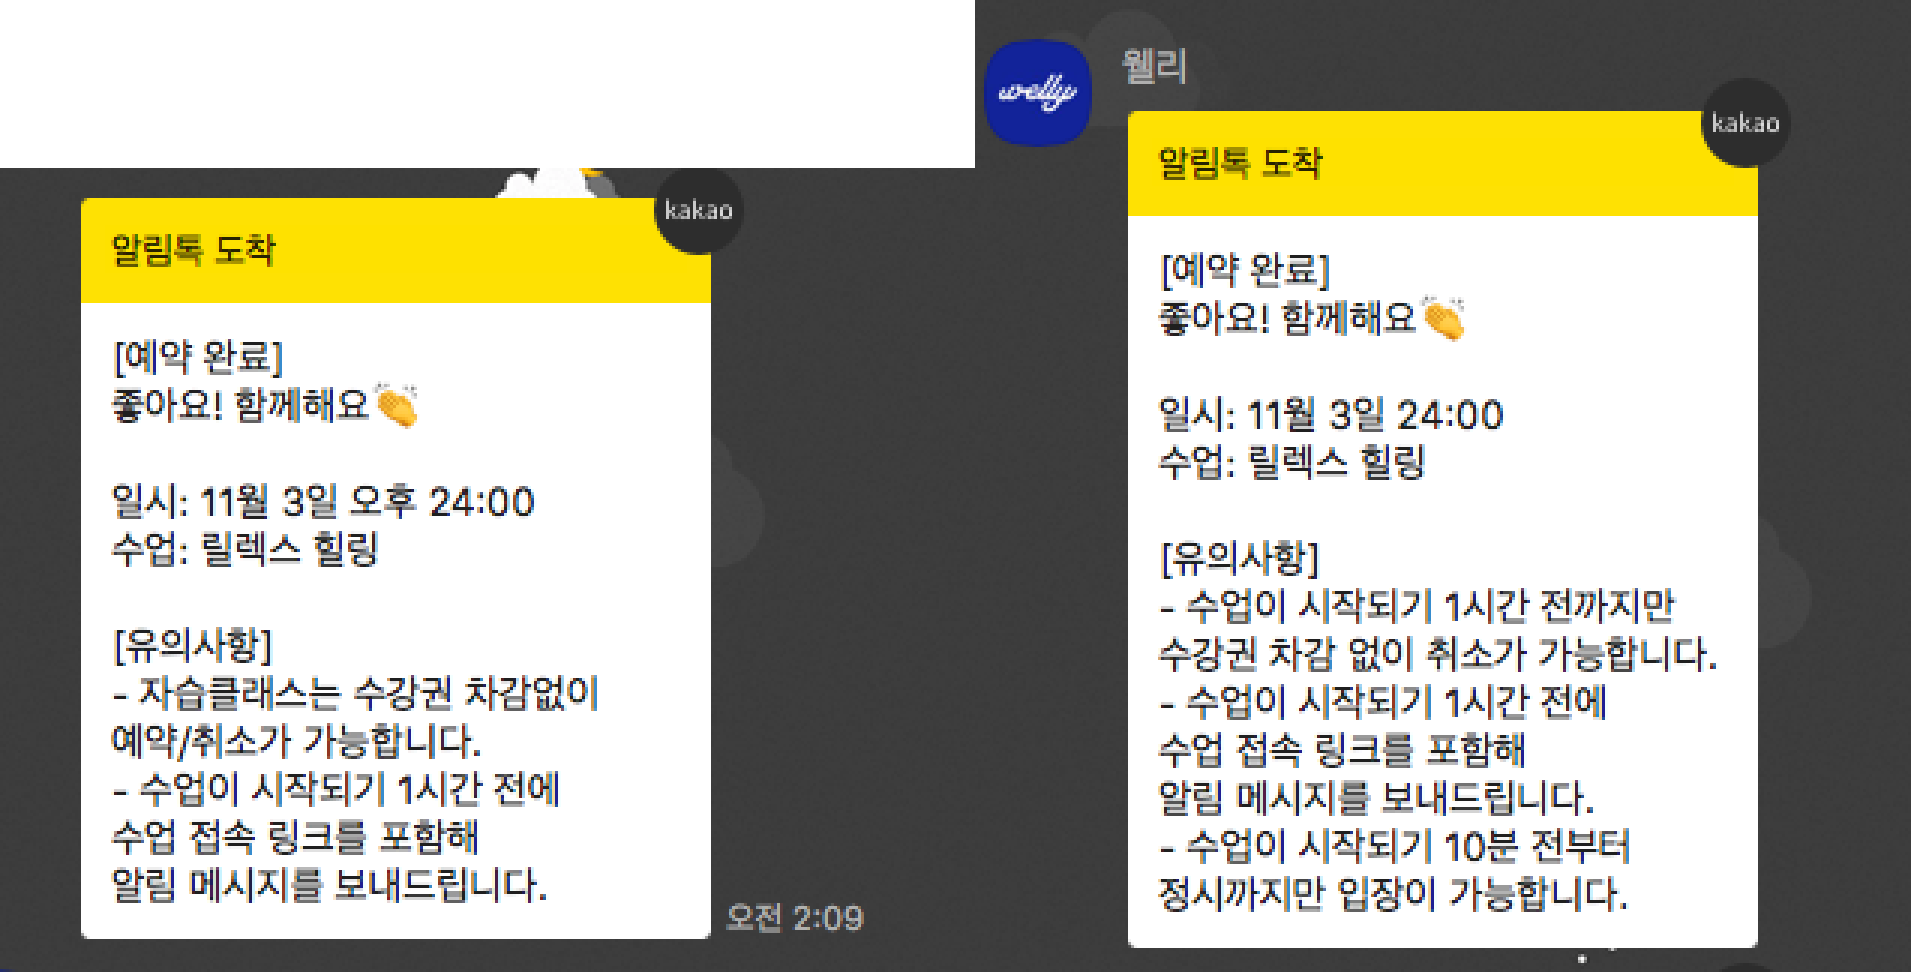 kakao
알림톡 도착
[예약 완료]
좋아요! 함께해요👏
일시: 11월 3일 오후 24:00
수업: 릴렉스 힐링
[유의사항]
- 자습클래스는 수강권 차감없이
예약/취소가 가능합니다.
- 수업이 시작되기 1시간 전에
수업 접속 링크를 포함해
알림 메시지를 보내드립니다.
오전 2:09
welly
웰리
kakao
알림톡 도착
[예약 완료]
좋아요! 함께해요👏
일시: 11월 3일 24:00
수업: 릴렉스 힐링
[유의사항]
- 수업이 시작되기 1시간 전까지만
수강권 차감 없이 취소가 가능합니다.
- 수업이 시작되기 1시간 전에
수업 접속 링크를 포함해
알림 메시지를 보내드립니다.
- 수업이 시작되기 10분 전부터
정시까지만 입장이 가능합니다.